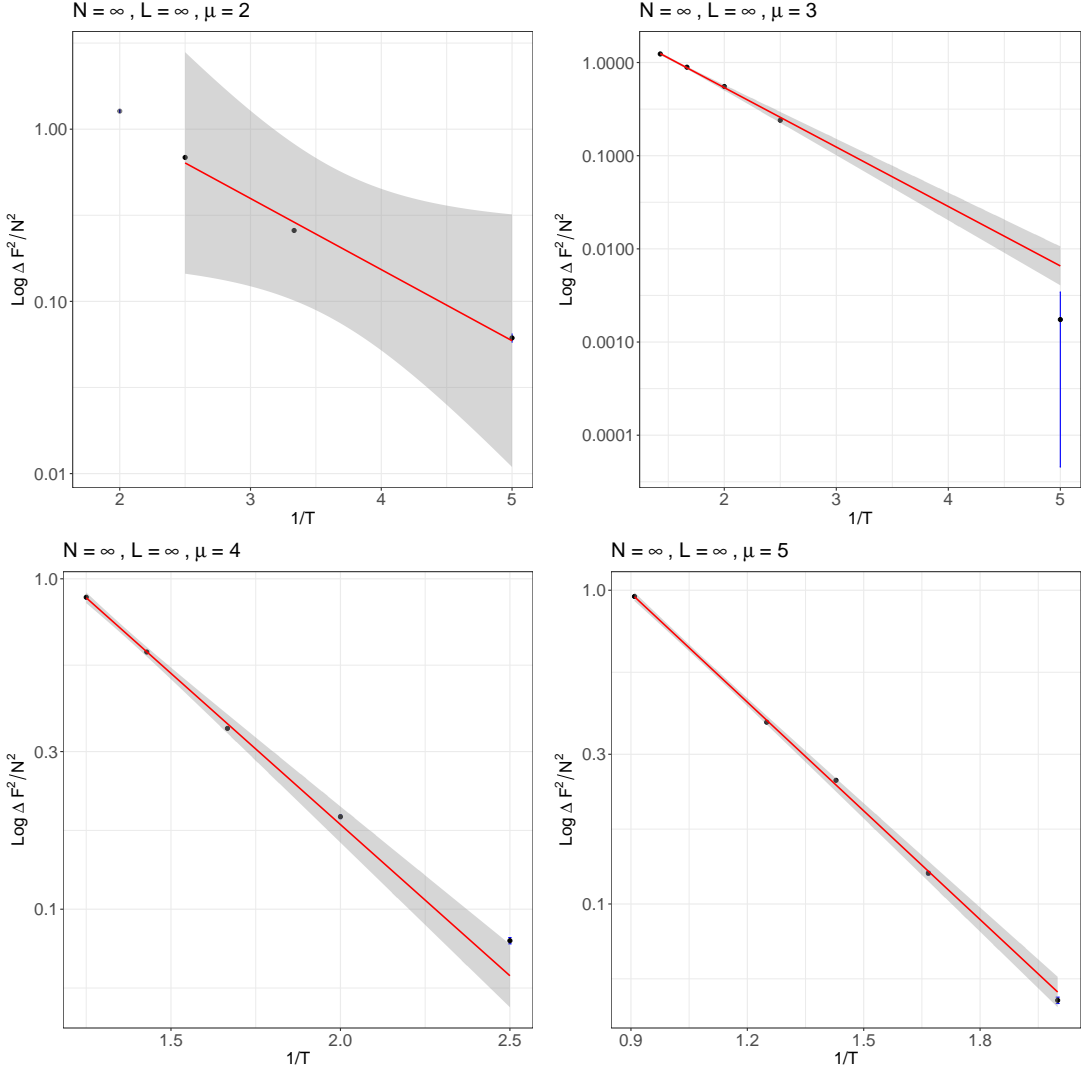 N = ∞ , L = ∞ , μ = 2
Log Δ F²/N²
1.00
0.10
0.01
2 3 4 5
1/T
N = ∞ , L = ∞ , μ = 3
Log Δ F²/N²
1.0000
0.1000
0.0100
0.0010
0.0001
2 3 4 5
1/T
N = ∞ , L = ∞ , μ = 4
Log Δ F²/N²
1.0
0.3
0.1
1.5 2.0 2.5
1/T
N = ∞ , L = ∞ , μ = 5
Log Δ F²/N²
1.0
0.3
0.1
0.9 1.2 1.5 1.8
1/T